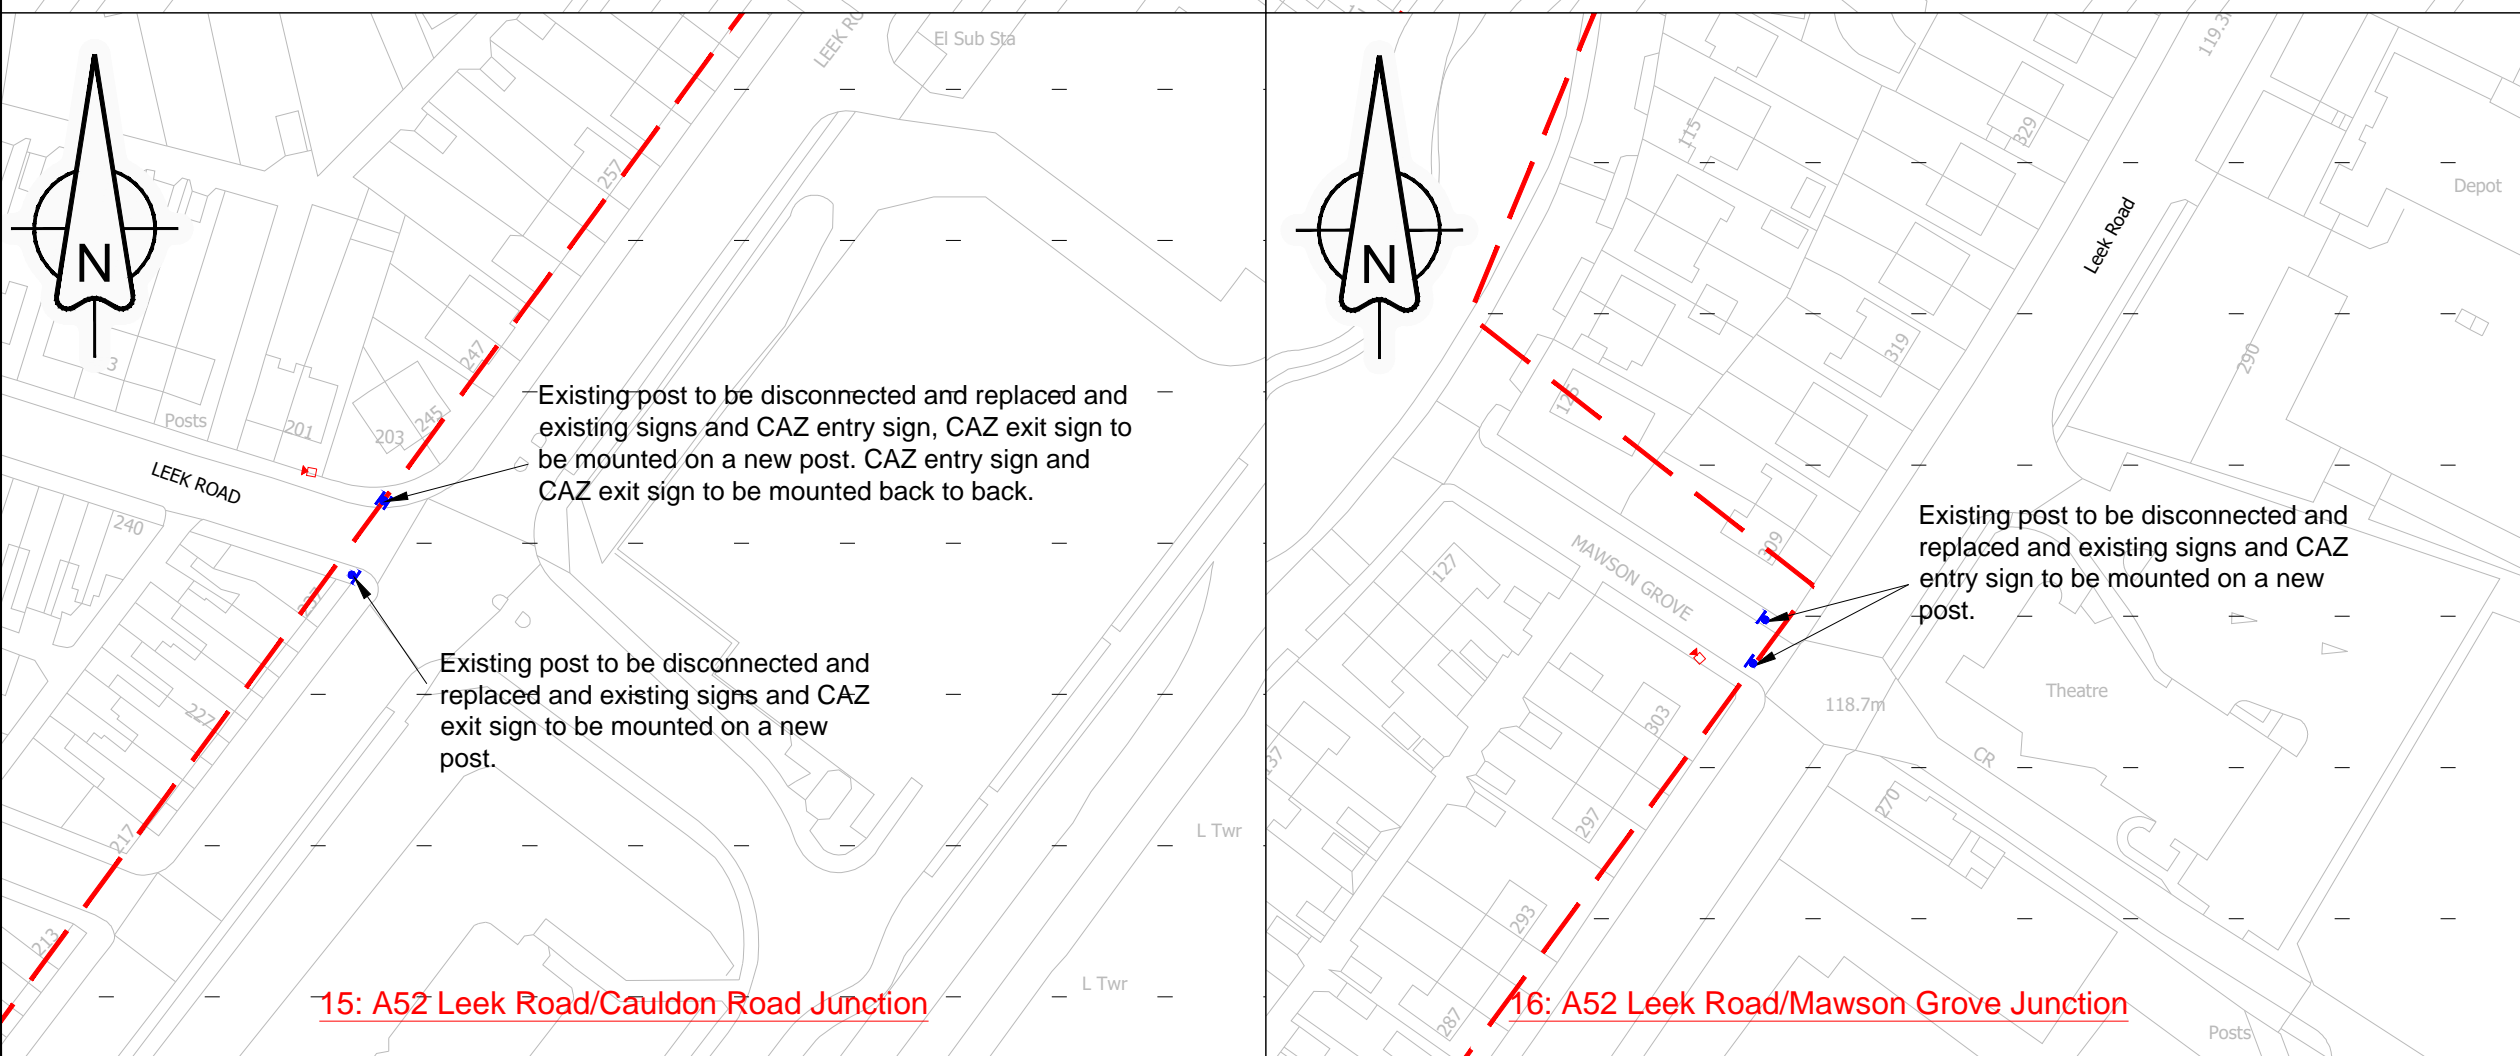 LEEK RO
El Sub Sta
N
257
247
245
3
Posts
201
203
LEEK ROAD
240
Existing post to be disconnected and replaced and
existing signs and CAZ entry sign, CAZ exit sign to
be mounted on a new post. CAZ entry sign and
CAZ exit sign to be mounted back to back.
237
227
217
213
Existing post to be disconnected and
replaced and existing signs and CAZ
exit sign to be mounted on a new
post.
L Twr
L Twr
15: A52 Leek Road/Cauldon Road Junction
N
115
329
119.3
Depot
Leek Road
319
290
125
309
127
MAWSON GROVE
Existing post to be disconnected and
replaced and existing signs and CAZ
entry sign to be mounted on a new
post.
303
118.7m
Theatre
CR
137
297
270
293
287
Posts
16: A52 Leek Road/Mawson Grove Junction